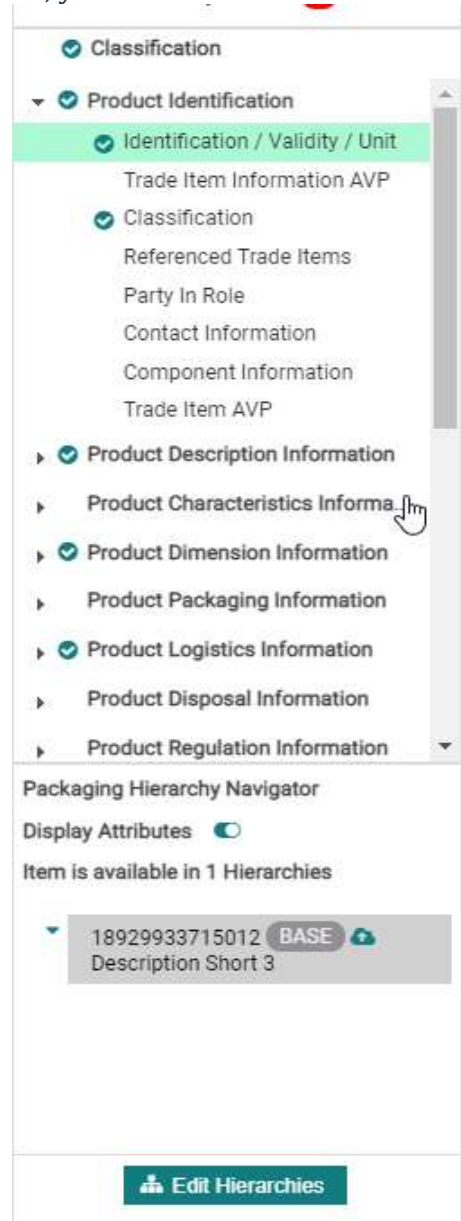 Classification
Product Identification
Identification / Validity / Unit
Trade Item Information AVP
Classification
Referenced Trade Items
Party In Role
Contact Information
Component Information
Trade Item AVP
Product Description Information
Product Characteristics Informa...
Product Dimension Information
Product Packaging Information
Product Logistics Information
Product Disposal Information
Product Regulation Information
Packaging Hierarchy Navigator
Display Attributes
Item is available in 1 Hierarchies
18929933715012 BASE
Description Short 3
Edit Hierarchies